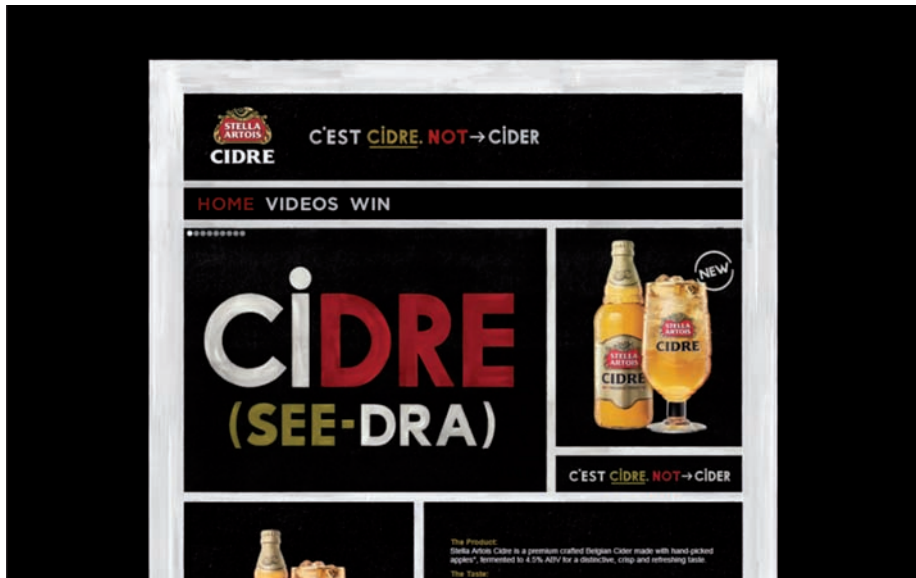 STELLA
ARTOIS
CIDRE
C'EST CIDRE. NOT→CIDER
HOME VIDEOS WIN
CiDRE
(SEE-DRA)
NEW
STELLA
ARTOIS
CIDRE
STELLA
ARTOIS
CIDRE
C'EST CIDRE. NOT→CIDER
The Product:
Stella Artois Cidre is a premium crafted Belgian Cider made with hand-picked
apples*, fermented to 4.5% ABV for a distinctive, crisp and refreshing taste.
The Taste: